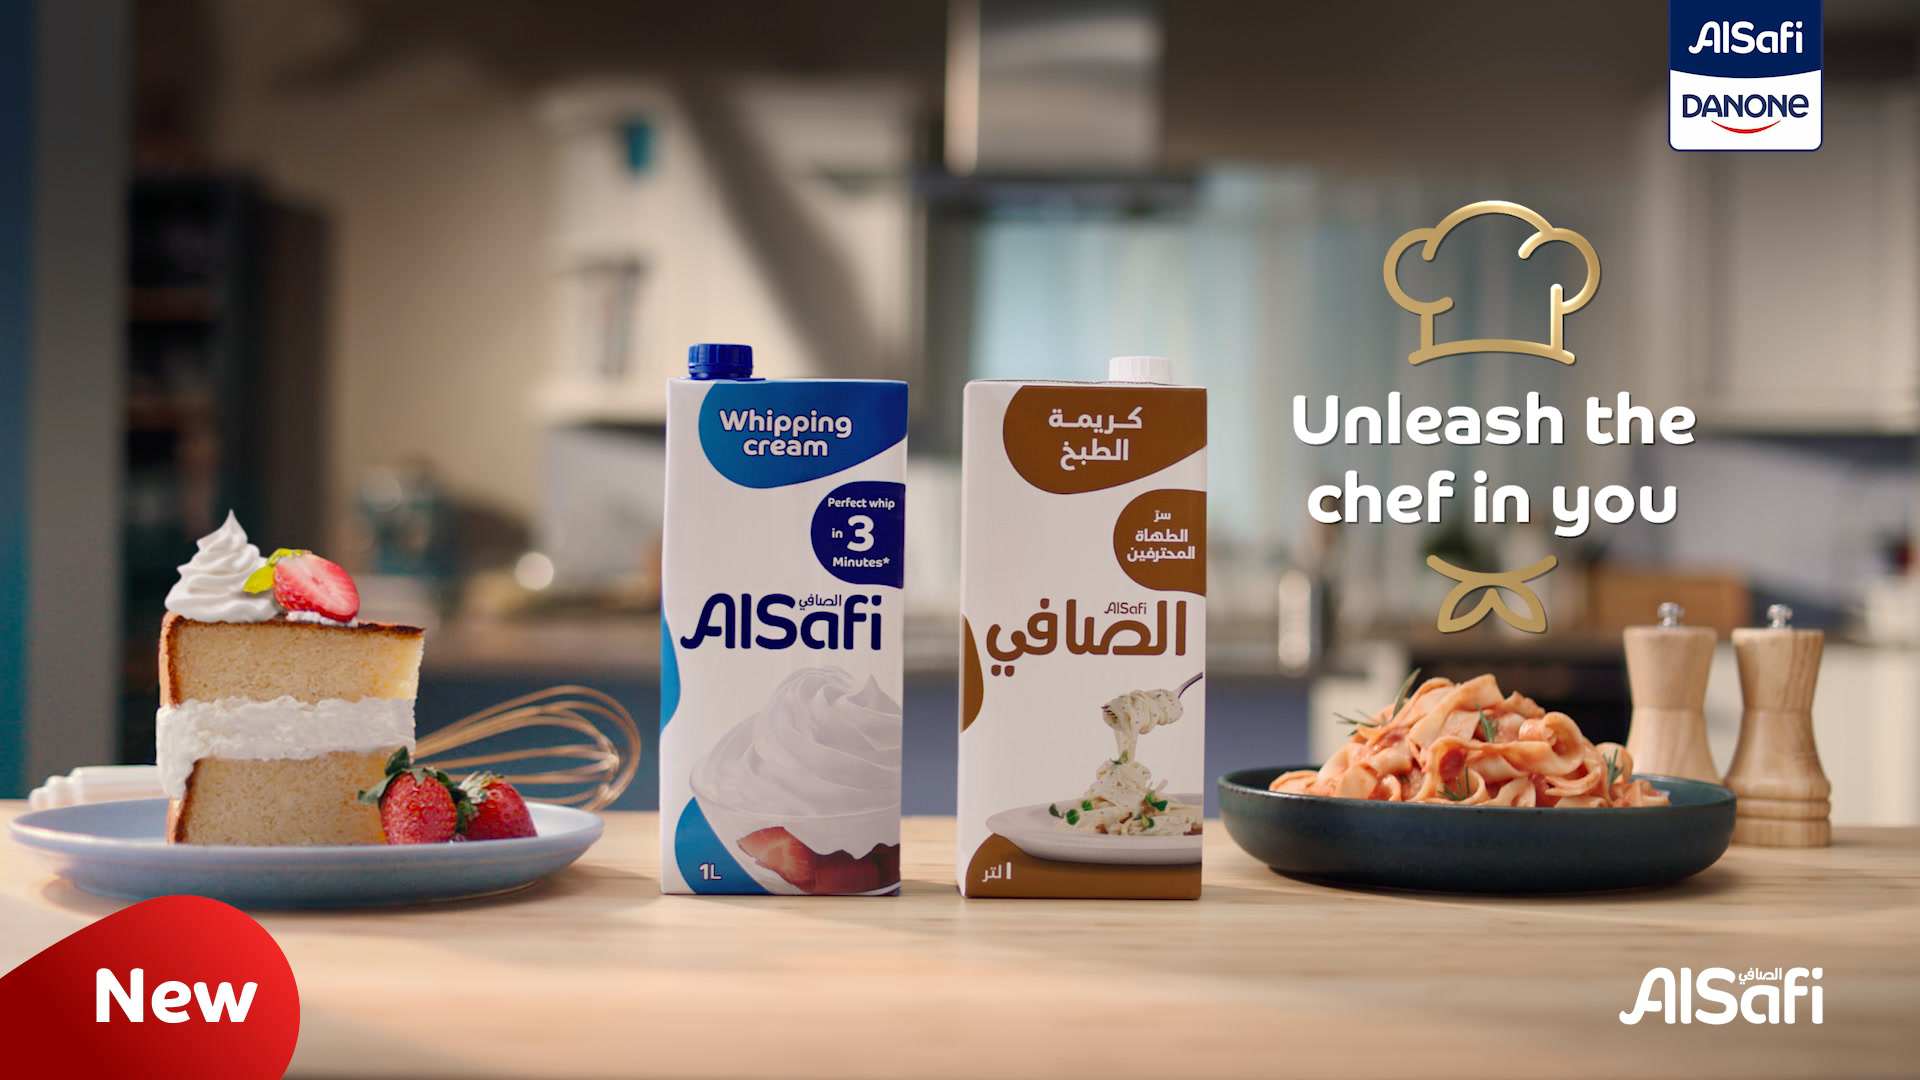 AlSafi
DANONE
Unleash the
chef in you
Whipping
cream
Perfect whip
in 3
Minutes*
الصافي
AlSafi
1L
كريمة
الطبخ
سرّ
الطهاة
المحترفين
AlSafi
الصافي
١ لتر
New
الصافي
AlSafi